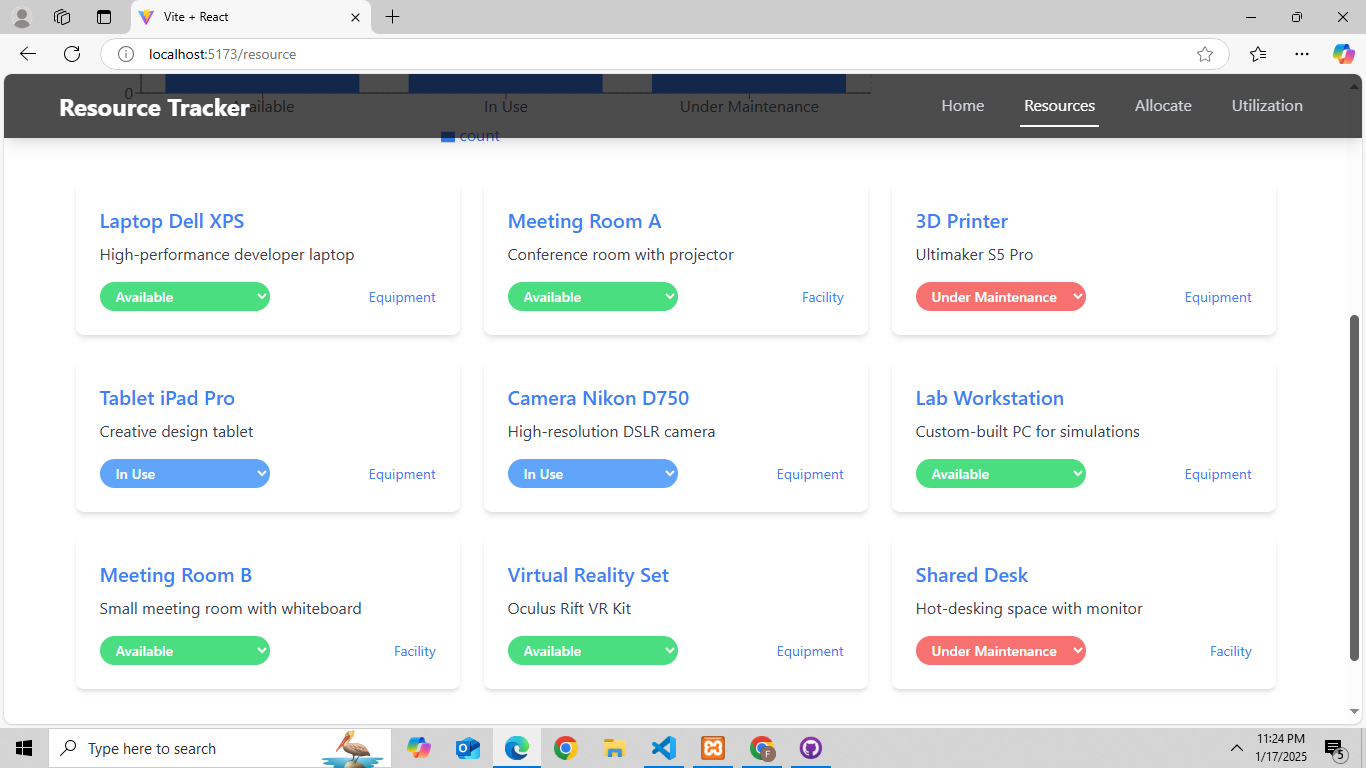 Vite + React
localhost:5173/resource
0
Available In Use Under Maintenance
count
Resource Tracker
Home Resources Allocate Utilization
Laptop Dell XPS
High-performance developer laptop
Available Equipment
Meeting Room A
Conference room with projector
Available Facility
3D Printer
Ultimaker S5 Pro
Under Maintenance Equipment
Tablet iPad Pro
Creative design tablet
In Use Equipment
Camera Nikon D750
High-resolution DSLR camera
In Use Equipment
Lab Workstation
Custom-built PC for simulations
Available Equipment
Meeting Room B
Small meeting room with whiteboard
Available Facility
Virtual Reality Set
Oculus Rift VR Kit
Available Equipment
Shared Desk
Hot-desking space with monitor
Under Maintenance Facility
Type here to search
F
11:24 PM
1/17/2025
5